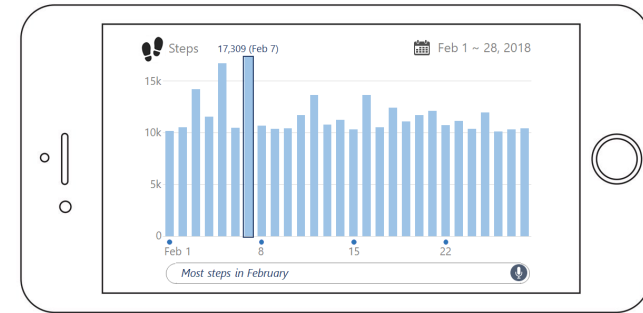 Steps 17,309 (Feb 7) Feb 1 ~ 28, 2018
15k
10k
5k
0
Feb 1 8 15 22
Most steps in February